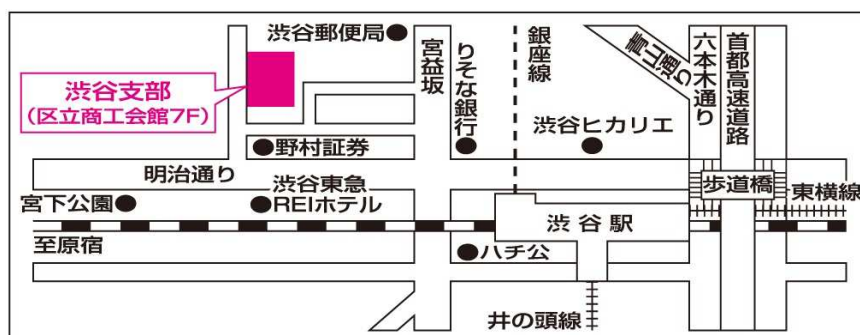 渋谷郵便局
渋谷支部
(区立商工会館7F)
宮益坂
りそな銀行
銀座線
青山通り
六本木通り
首都高速道路
野村証券
渋谷ヒカリエ
明治通り
渋谷東急
REIホテル
宮下公園
歩道橋
東横線
渋谷駅
至原宿
ハチ公
井の頭線